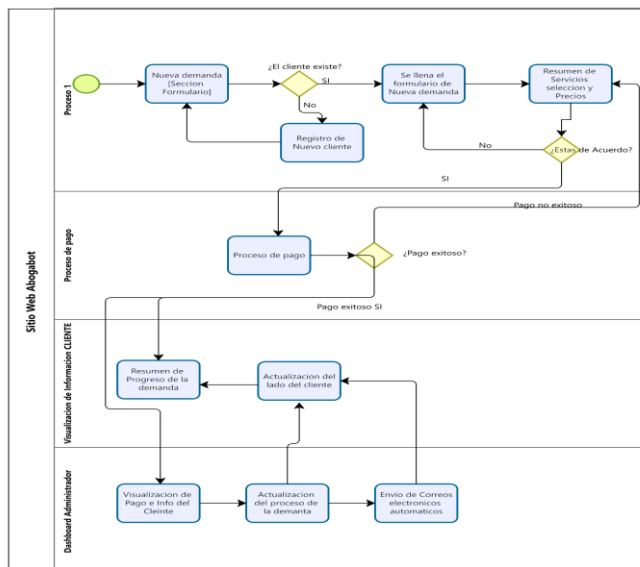 Sitio Web Abogabot
Proceso 1
Nueva demanda
[Seccion
Formulario]
¿El cliente existe?
SI
No
Registro de
Nuevo cliente
Se llena el
formulario de
Nueva demanda
Resumen de
Servicios
seleccion y
Precios
No
¿Estas de Acuerdo?
SI
Proceso de pago
Proceso de pago
¿Pago exitoso?
Pago no exitoso
Pago exitoso SI
Visualizacion de Informacion CLIENTE
Resumen de
Progreso de la
demanda
Actualizacion del
lado del cliente
Dashboard Administrador
Visualizacion de
Pago e Info del
Cleinte
Actualizacion
del proceso de
la demanta
Envio de Correos
electronicos
automaticos